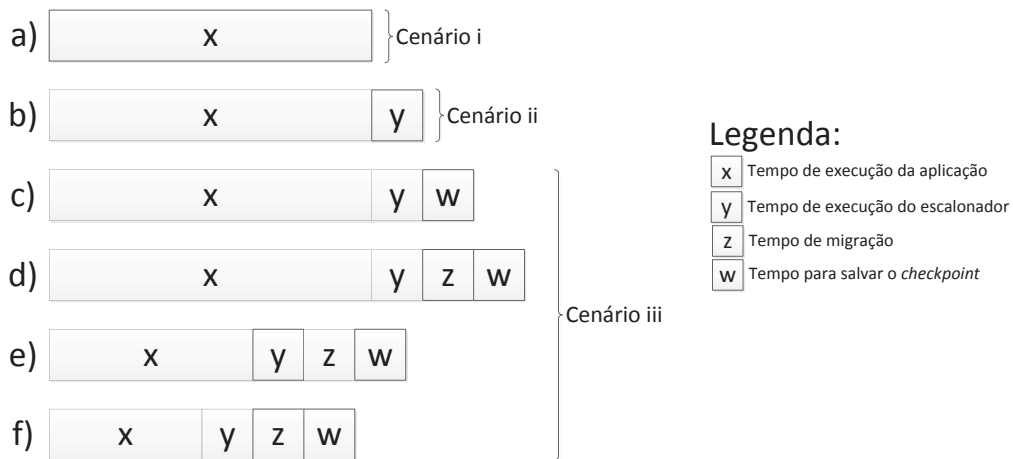 a) x Cenário i
b) x y Cenário ii
c) x y w
d) x y z w
Cenário iii
e) x y z w
f) x y z w
Legenda:
x Tempo de execução da aplicação
y Tempo de execução do escalonador
z Tempo de migração
w Tempo para salvar o checkpoint